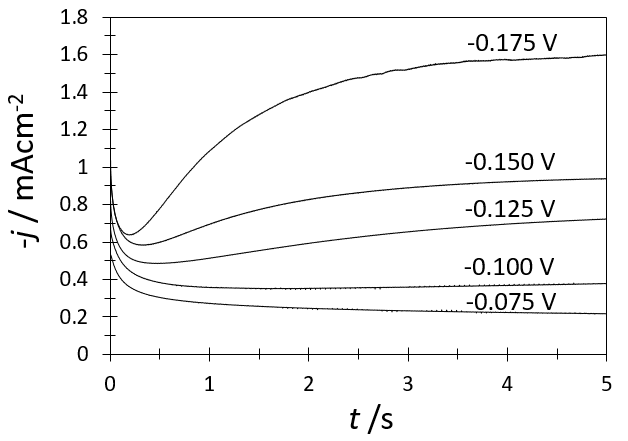 1.8
1.6
1.4
1.2
1
0.8
0.6
0.4
0.2
0
-j / mAcm-2
-0.175 V
-0.150 V
-0.125 V
-0.100 V
-0.075 V
0 1 2 3 4 5
t /s